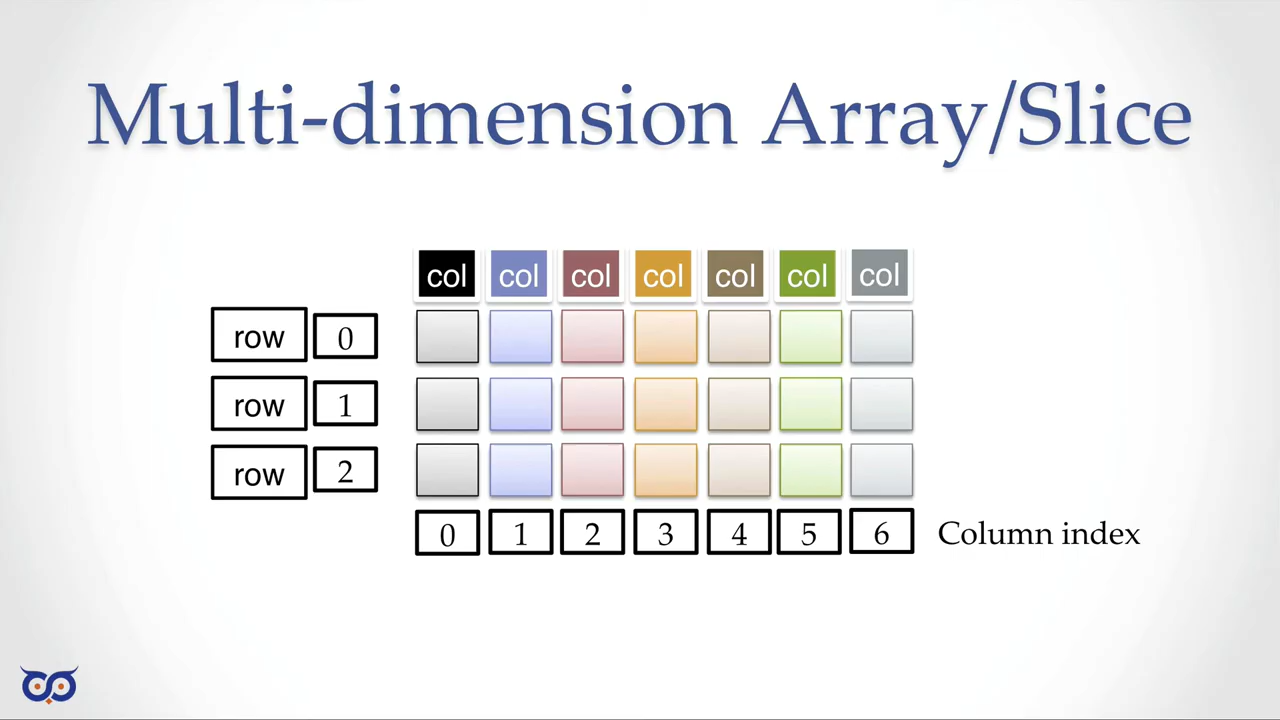 Multi-dimension Array/Slice
col col col col col col col
row 0
row 1
row 2
0 1 2 3 4 5 6 Column index